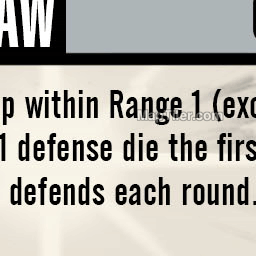 AW
p within Range 1 (exc
1 defense die the firs
defends each round.